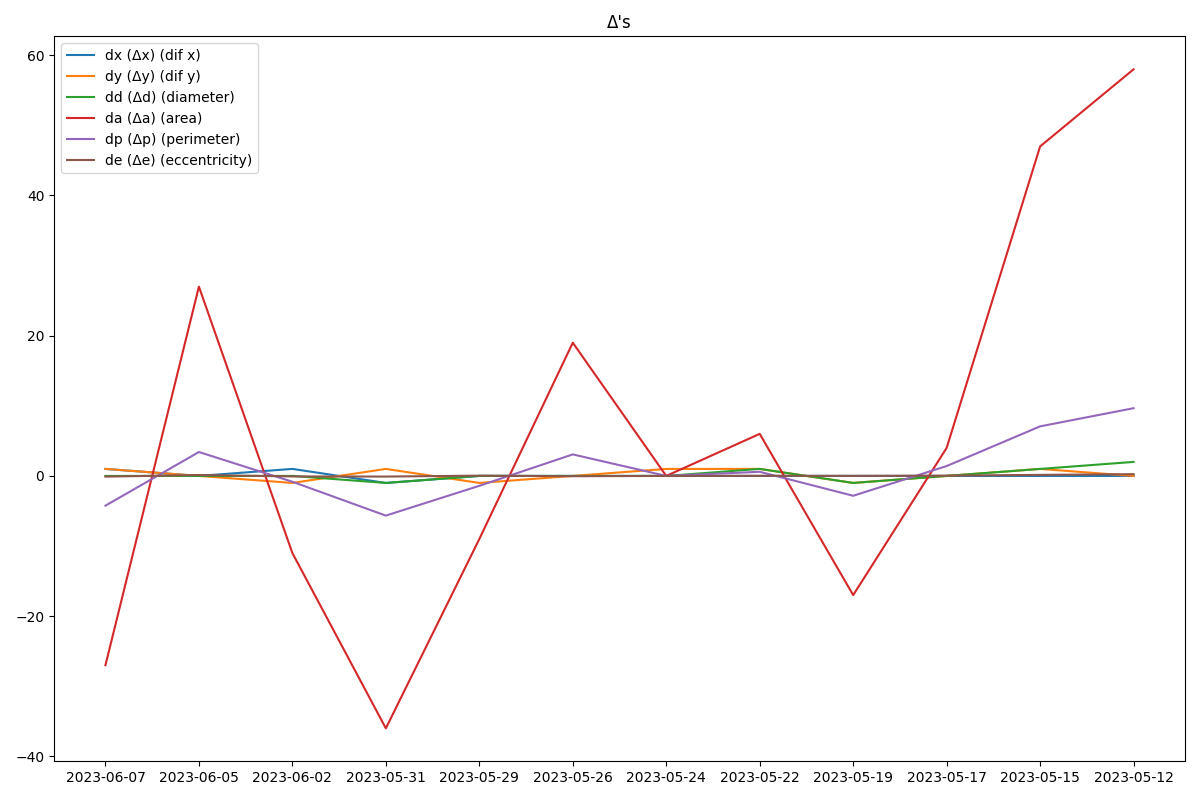 Δ's
dx (Δx) (dif x)
dy (Δy) (dif y)
dd (Δd) (diameter)
da (Δa) (area)
dp (Δp) (perimeter)
de (Δe) (eccentricity)
60
40
20
0
−20
−40
2023-06-07 2023-06-05 2023-06-02 2023-05-31 2023-05-29 2023-05-26 2023-05-24 2023-05-22 2023-05-19 2023-05-17 2023-05-15 2023-05-12